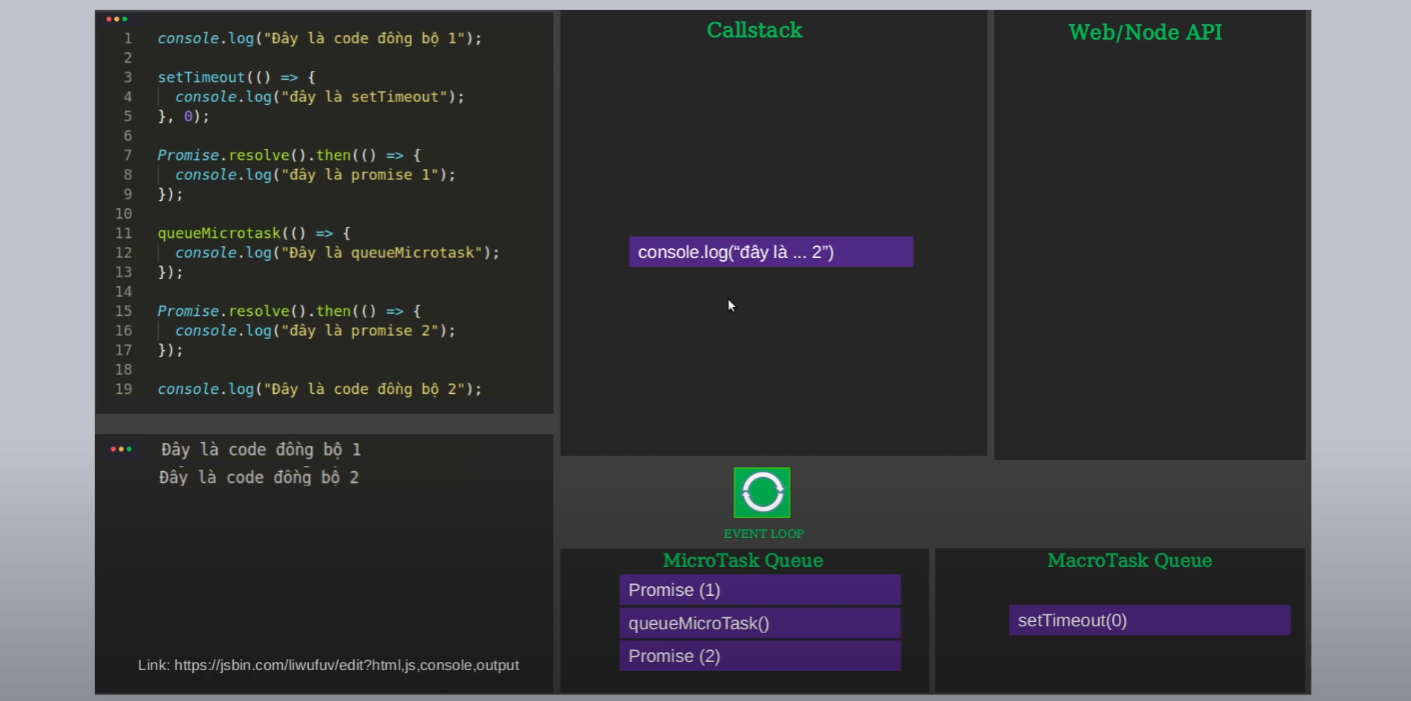 1 console.log("Đây là code đồng bộ 1");
2
3 setTimeout(() => {
4 console.log("đây là setTimeout");
5 }, 0);
6
7 Promise.resolve().then(() => {
8 console.log("đây là promise 1");
9 });
10
11 queueMicrotask(() => {
12 console.log("Đây là queueMicrotask");
13 });
14
15 Promise.resolve().then(() => {
16 console.log("đây là promise 2");
17 });
18
19 console.log("Đây là code đồng bộ 2");
Đây là code đồng bộ 1
Đây là code đồng bộ 2
Link: https://jsbin.com/liwufuv/edit?html,js,console,output
Callstack
console.log(“đây là ... 2”)
Web/Node API
EVENT LOOP
MicroTask Queue
Promise (1)
queueMicroTask()
Promise (2)
MacroTask Queue
setTimeout(0)